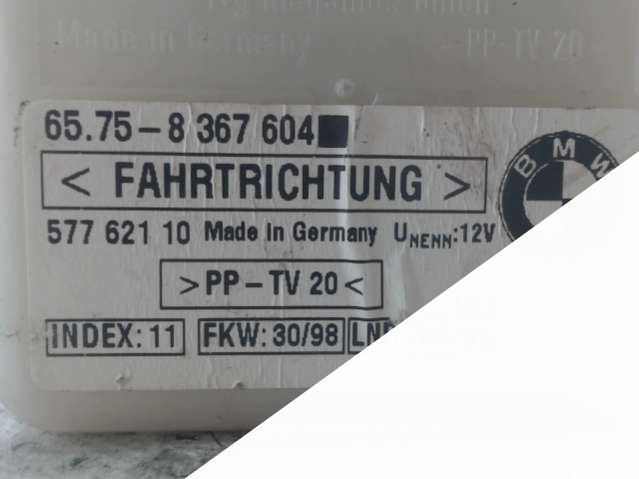 Made in Germany
PP-TV 20
65.75-8 367 604
< FAHRTRICHTUNG >
BMW
577 621 10 Made in Germany UNENN:12V
>PP-TV 20<
INDEX: 11 FKW: 30/98